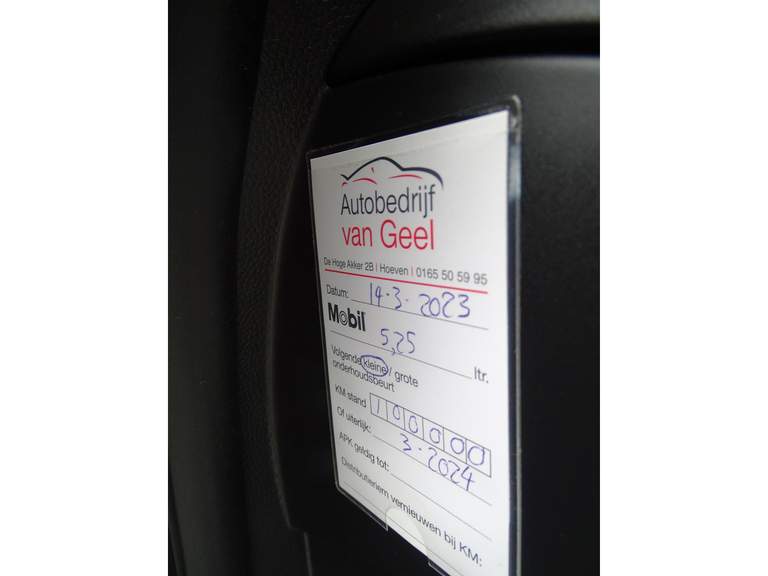 Autobedrijf
van Geel
De Hoge Akker 2B | Hoeven | 0165 50 59 95
Datum: 14-3-2023
Mobil
5,25 ltr.
Volgende kleine / grote
onderhoudsbeurt
KM stand 100000
Of uiterlijk: 3-2024
APK geldig tot:
Distributieriem vernieuwen bij KM: